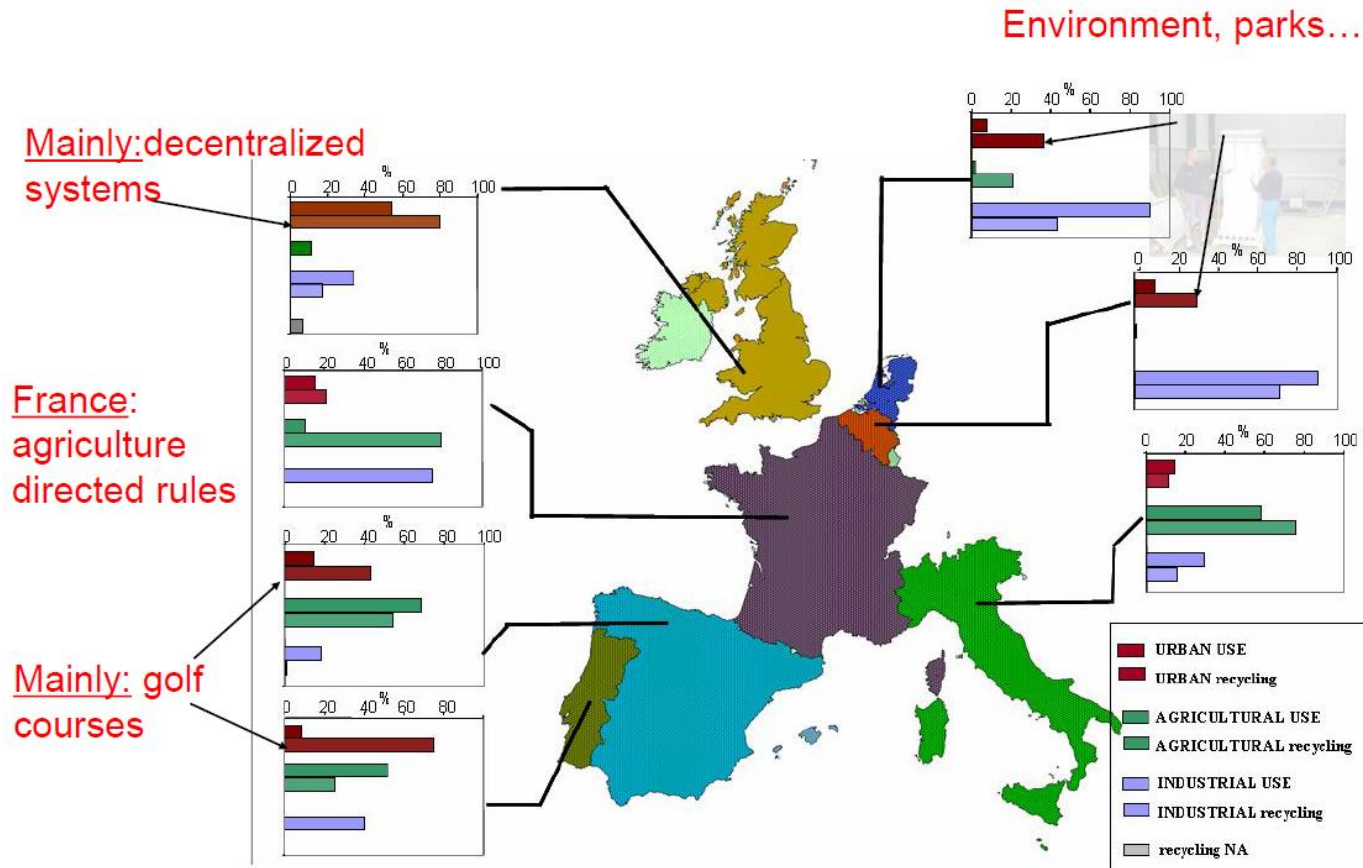 Environment, parks…
%
0 20 40 60 80 100
Mainly:decentralized
systems
%
0 20 40 60 80 100
%
0 20 40 60 80 100
%
0 20 40 60 80 100
France:
agriculture
directed rules
%
0 20 40 60 80 100
%
0 20 40 60 80 100
Mainly: golf
courses
%
0 20 40 60 80 100
URBAN USE
URBAN recycling
AGRICULTURAL USE
AGRICULTURAL recycling
INDUSTRIAL USE
INDUSTRIAL recycling
recycling NA